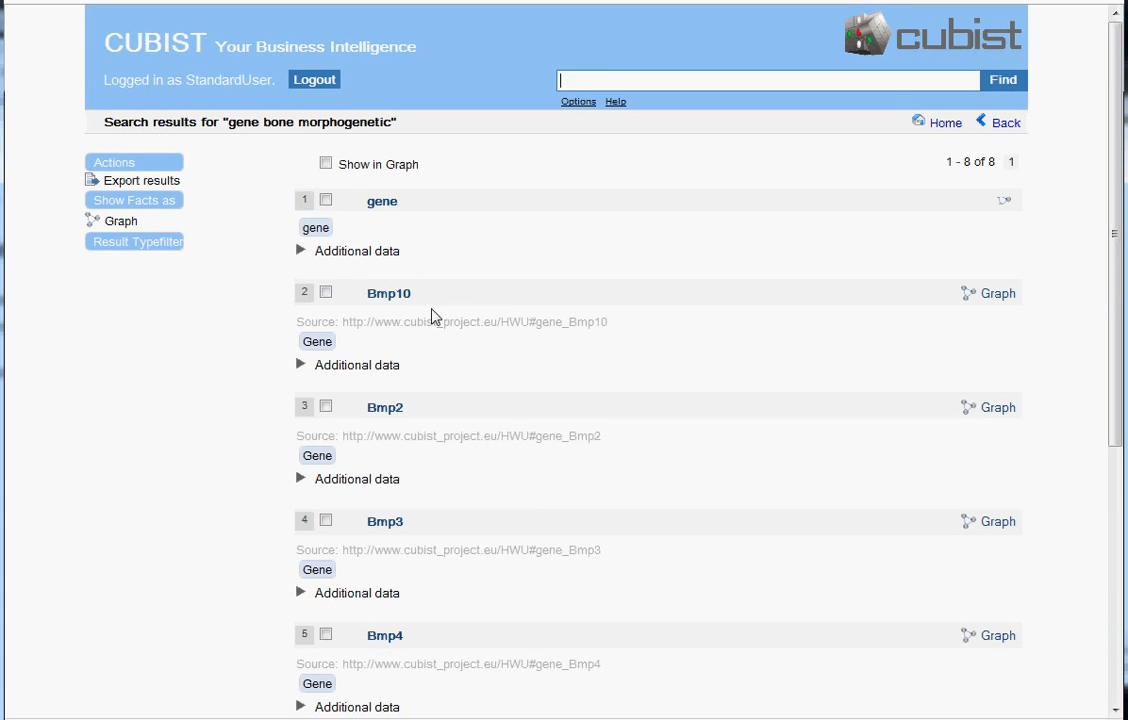 CUBIST Your Business Intelligence
cubist
Logged in as StandardUser. Logout
Find
Options Help
Search results for "gene bone morphogenetic"
Home Back
Actions
Export results
Show Facts as
Graph
Result Typefilter
Show in Graph
1 - 8 of 8 1
1 gene
gene
Additional data
2 Bmp10 Graph
Source: http://www.cubist_project.eu/HWU#gene_Bmp10
Gene
Additional data
3 Bmp2 Graph
Source: http://www.cubist_project.eu/HWU#gene_Bmp2
Gene
Additional data
4 Bmp3 Graph
Source: http://www.cubist_project.eu/HWU#gene_Bmp3
Gene
Additional data
5 Bmp4 Graph
Source: http://www.cubist_project.eu/HWU#gene_Bmp4
Gene
Additional data